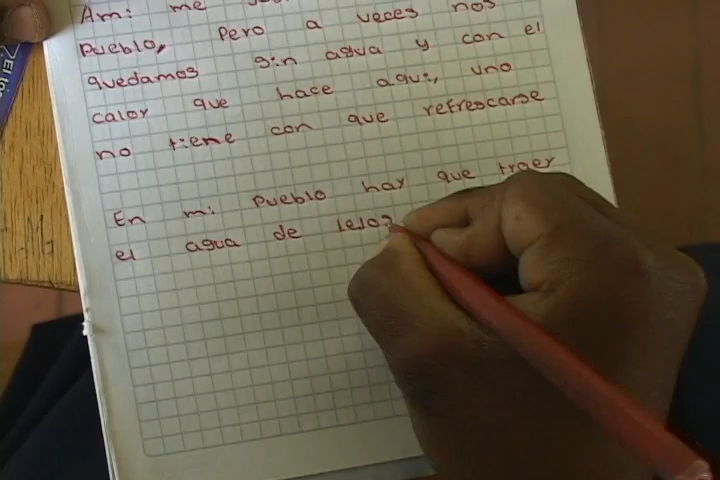 Ami me
pueblo, pero a veces nos
quedamos sin agua y con el
calor que hace aqui, uno
no tiene con que refrescarse
En mi pueblo hay que traer
el agua de lejos